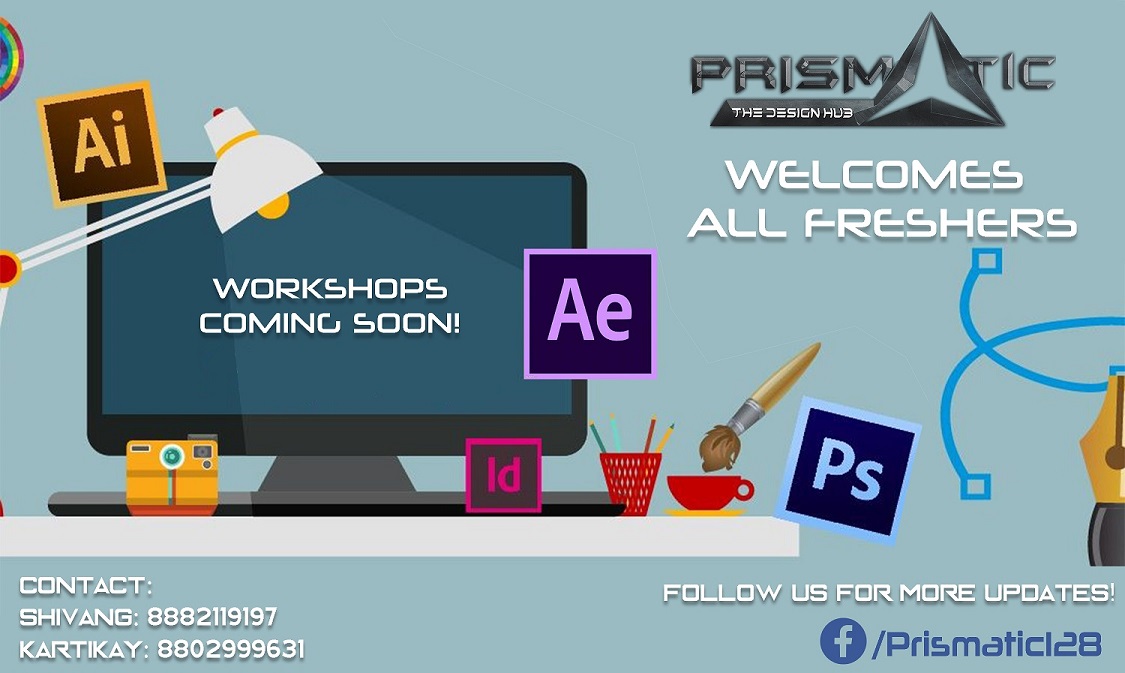 PRISMATIC
THE DESIGN HUB
WELCOMES
ALL FRESHERS
Ai
WORKSHOPS
COMING SOON!
Ae
Id
Ps
CONTACT:
SHIVANG: 8882119197
KARTIKAY: 8802999631
FOLLOW US FOR MORE UPDATES!
f /Prismatic128